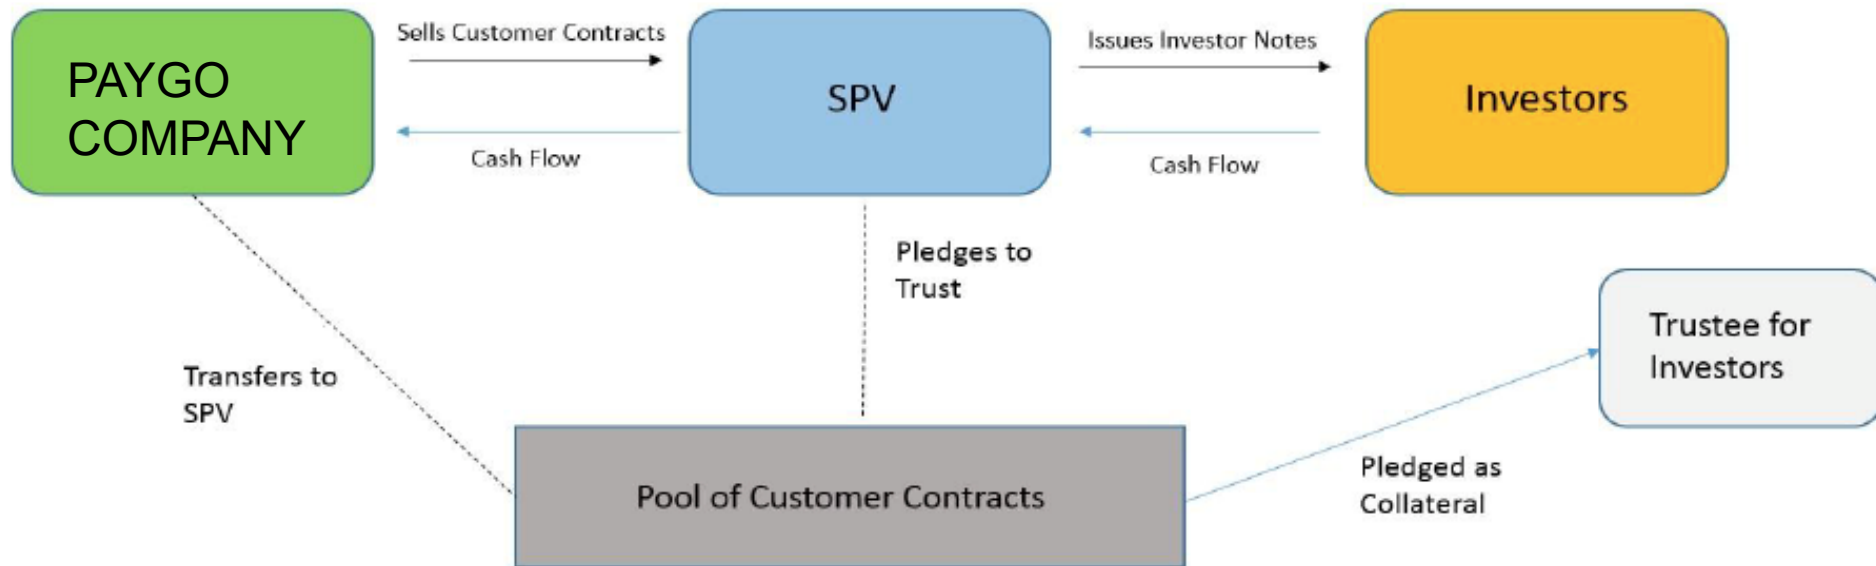 PAYGO
COMPANY
Sells Customer Contracts
Cash Flow
SPV
Issues Investor Notes
Cash Flow
Investors
Pledges to
Trust
Transfers to
SPV
Trustee for
Investors
Pool of Customer Contracts
Pledged as
Collateral